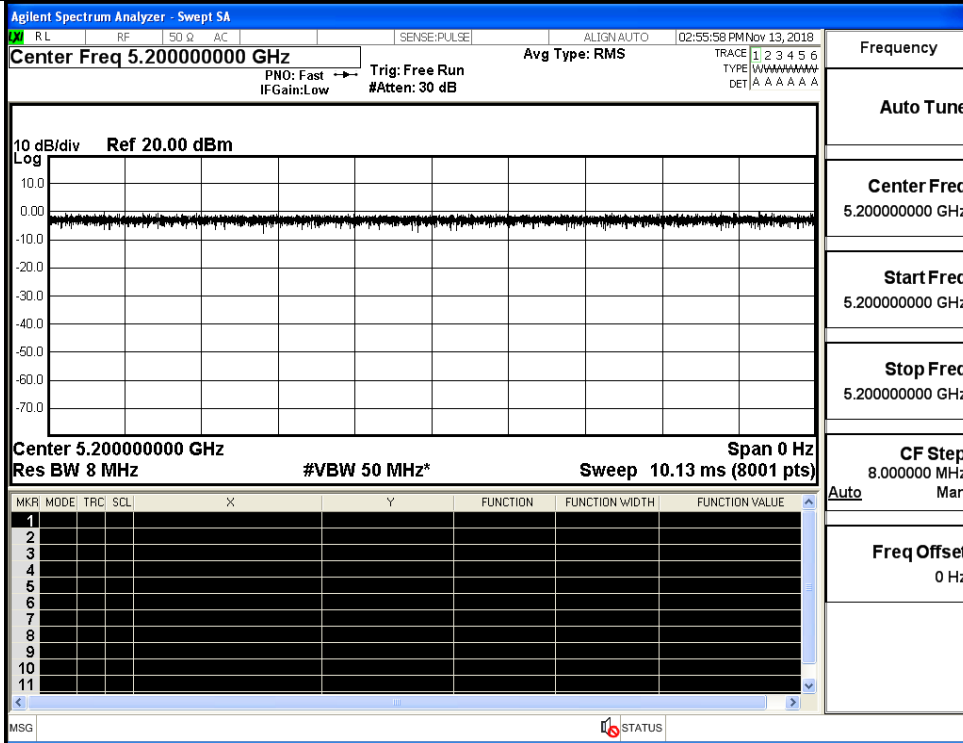 Agilent Spectrum Analyzer - Swept SA
LXI RL RF 50 Ω AC SENSE:PULSE ALIGN AUTO 02:55:58 PM Nov 13, 2018
Center Freq 5.200000000 GHz
PNO: Fast
IFGain:Low
Trig: Free Run
#Atten: 30 dB
Avg Type: RMS
TRACE 1 2 3 4 5 6
TYPE WWWWWW
DET A A A A A A
10 dB/div
Log
Ref 20.00 dBm
10.0
0.00
-10.0
-20.0
-30.0
-40.0
-50.0
-60.0
-70.0
Center 5.200000000 GHz Span 0 Hz
Res BW 8 MHz #VBW 50 MHz* Sweep 10.13 ms (8001 pts)
MKR MODE TRC SCL X Y FUNCTION FUNCTION WIDTH FUNCTION VALUE
1
2
3
4
5
6
7
8
9
10
11
MSG STATUS
Frequency
Auto Tune
Center Freq
5.200000000 GHz
Start Freq
5.200000000 GHz
Stop Freq
5.200000000 GHz
CF Step
8.000000 MHz
Auto Man
Freq Offset
0 Hz